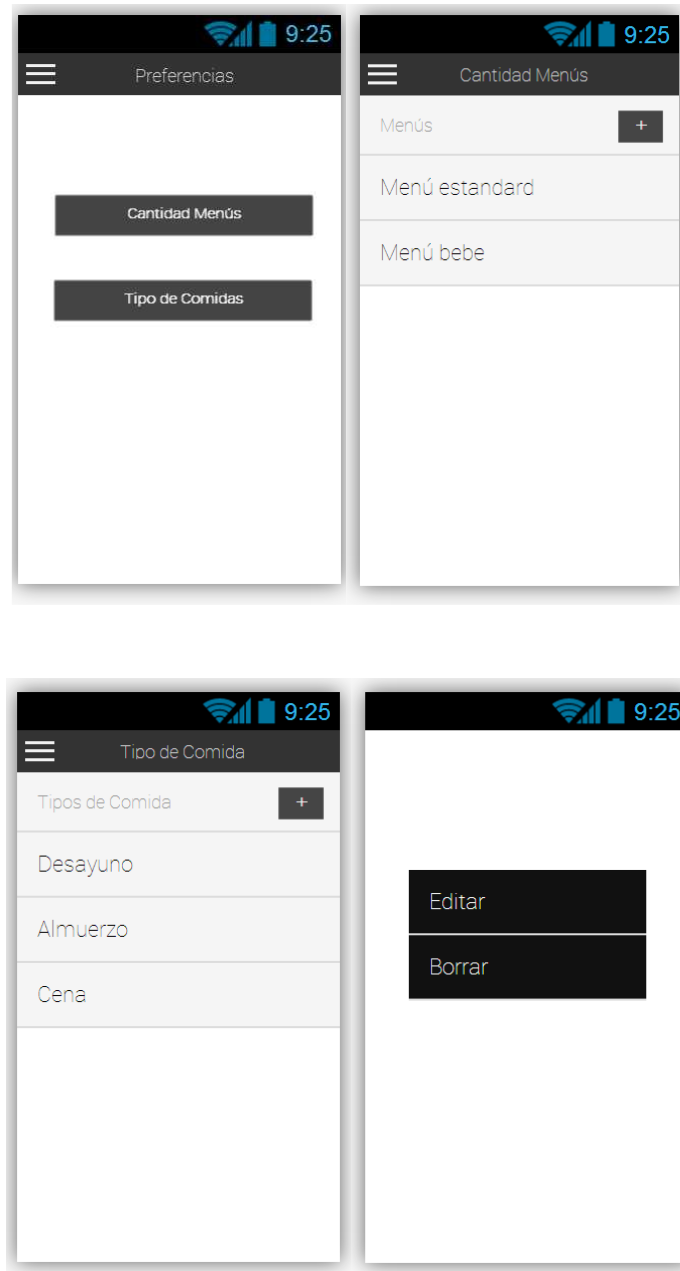 9:25
Preferencias
Cantidad Menús
Tipo de Comidas
9:25
Cantidad Menús
Menús +
Menú estandard
Menú bebe
9:25
Tipo de Comida
Tipos de Comida +
Desayuno
Almuerzo
Cena
9:25
Editar
Borrar